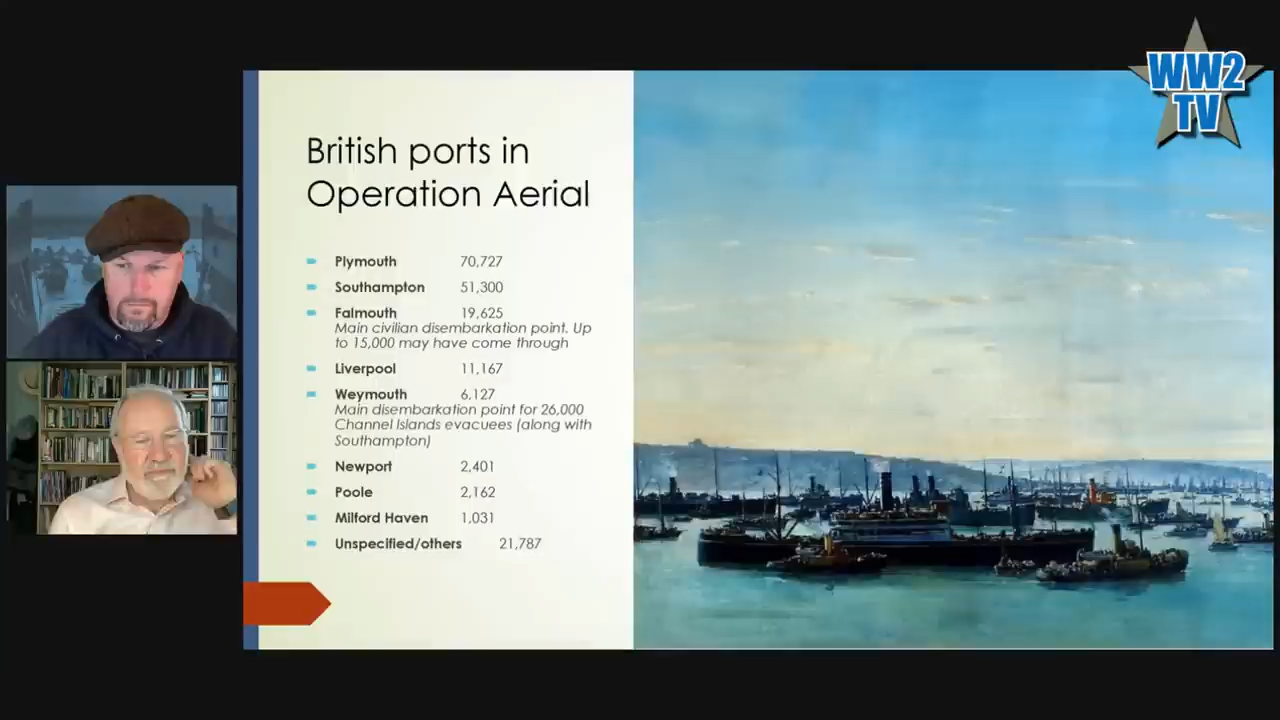 WW2
TV
British ports in
Operation Aerial
Plymouth 70,727
Southampton 51,300
Falmouth 19,625
Main civilian disembarkation point. Up
to 15,000 may have come through
Liverpool 11,167
Weymouth 6,127
Main disembarkation point for 26,000
Channel Islands evacuees (along with
Southampton)
Newport 2,401
Poole 2,162
Milford Haven 1,031
Unspecified/others 21,787